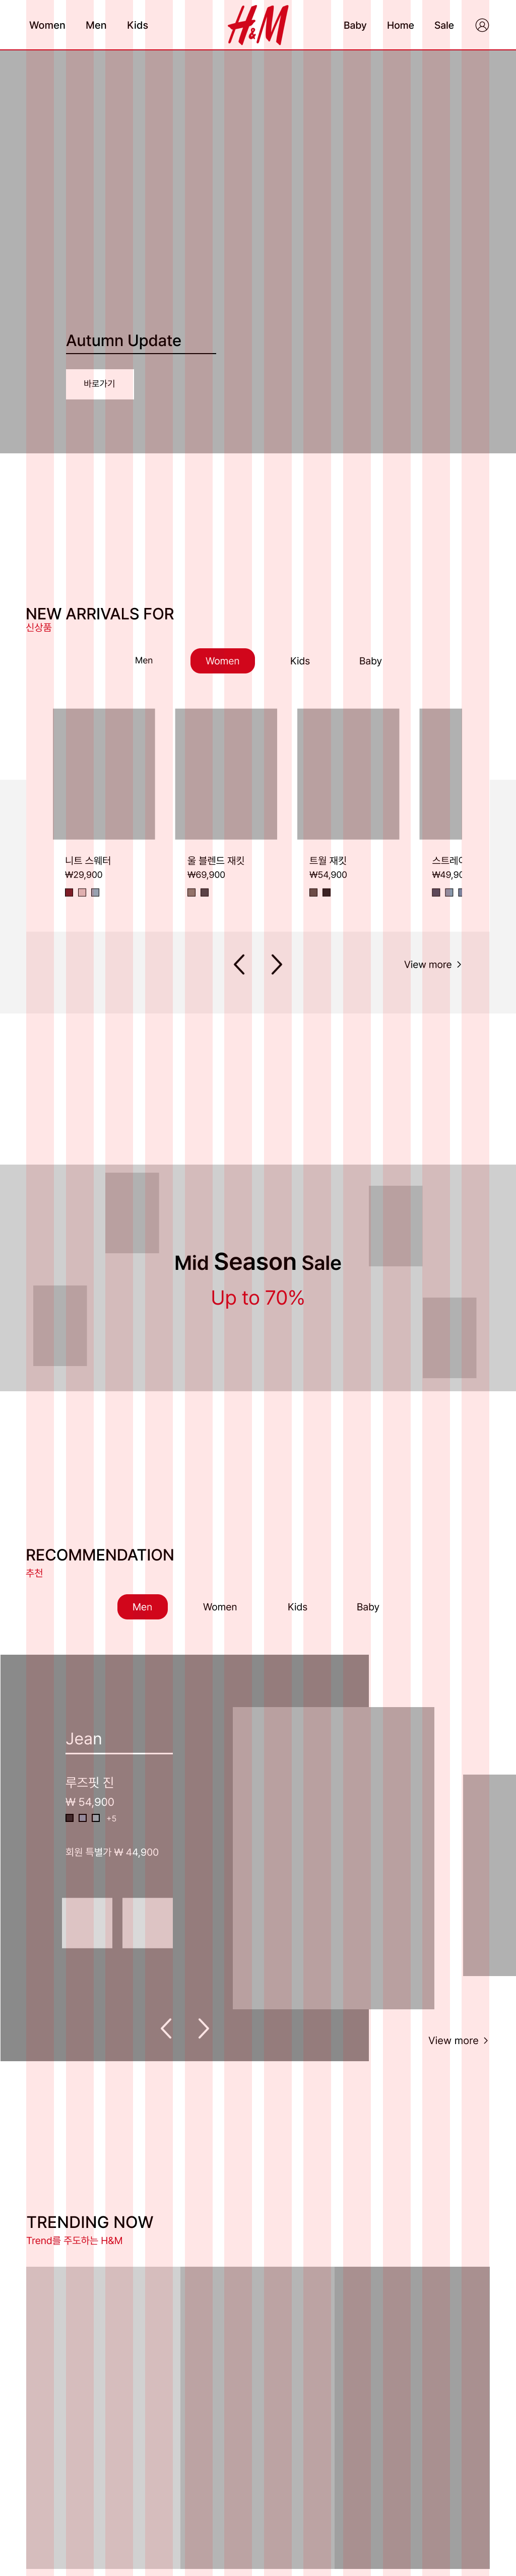 Women Men Kids H&M Baby Home Sale
Autumn Update
바로가기
NEW ARRIVALS FOR
신상품
Men Women Kids Baby
니트 스웨터 울 블렌드 재킷 트월 재킷 스트레이
₩29,900 ₩69,900 ₩54,900 ₩49,90
View more
Mid Season Sale
Up to 70%
RECOMMENDATION
추천
Men Women Kids Baby
Jean
루즈핏 진
₩ 54,900
+5
회원 특별가 ₩ 44,900
View more
TRENDING NOW
Trend를 주도하는 H&M